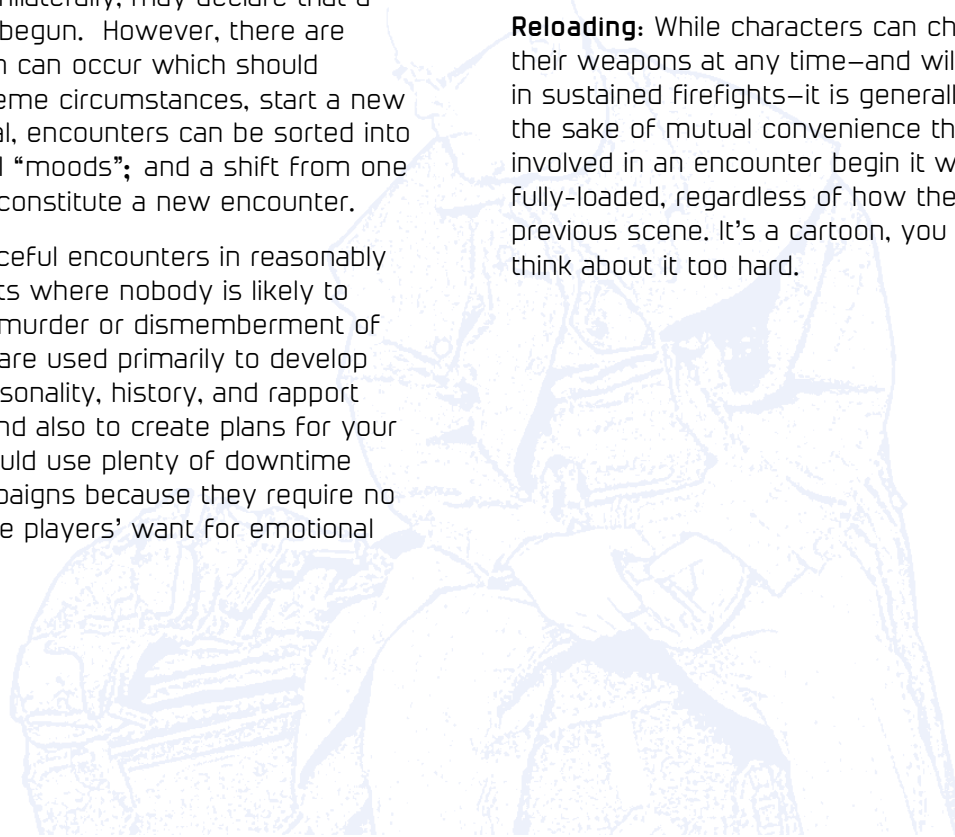 nilaterally, may declare that a
begun. However, there are
n can occur which should
eme circumstances, start a new
al, encounters can be sorted into
d “moods”; and a shift from one
constitute a new encounter.
ceful encounters in reasonably
ts where nobody is likely to
murder or dismemberment of
are used primarily to develop
sonality, history, and rapport
nd also to create plans for your
uld use plenty of downtime
paigns because they require no
e players’ want for emotional
Reloading: While characters can ch
their weapons at any time—and wil
in sustained firefights—it is generall
the sake of mutual convenience th
involved in an encounter begin it w
fully-loaded, regardless of how the
previous scene. It’s a cartoon, you
think about it too hard.